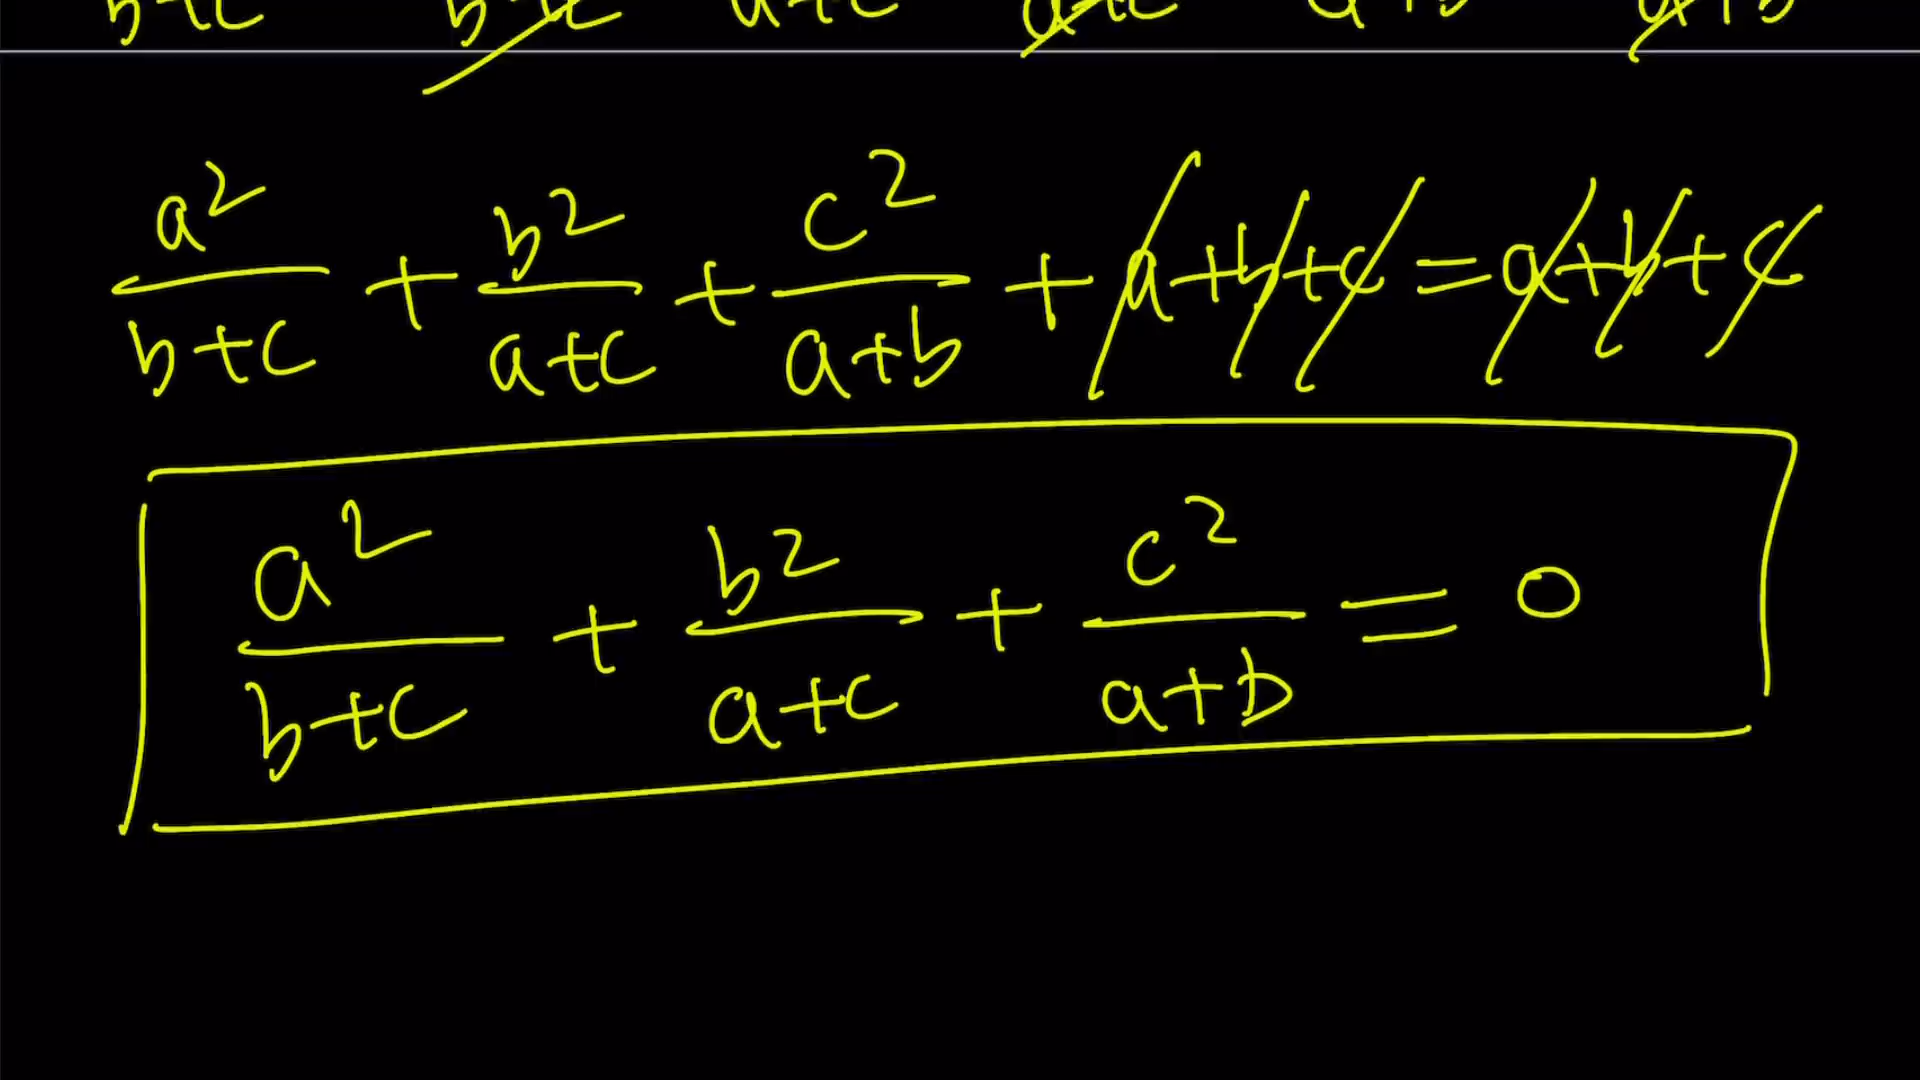 b+c b+c a+c a+c a+b a+b
a²/(b+c) + b²/(a+c) + c²/(a+b) + a+b+c = a+b+c
a²/(b+c) + b²/(a+c) + c²/(a+b) = 0